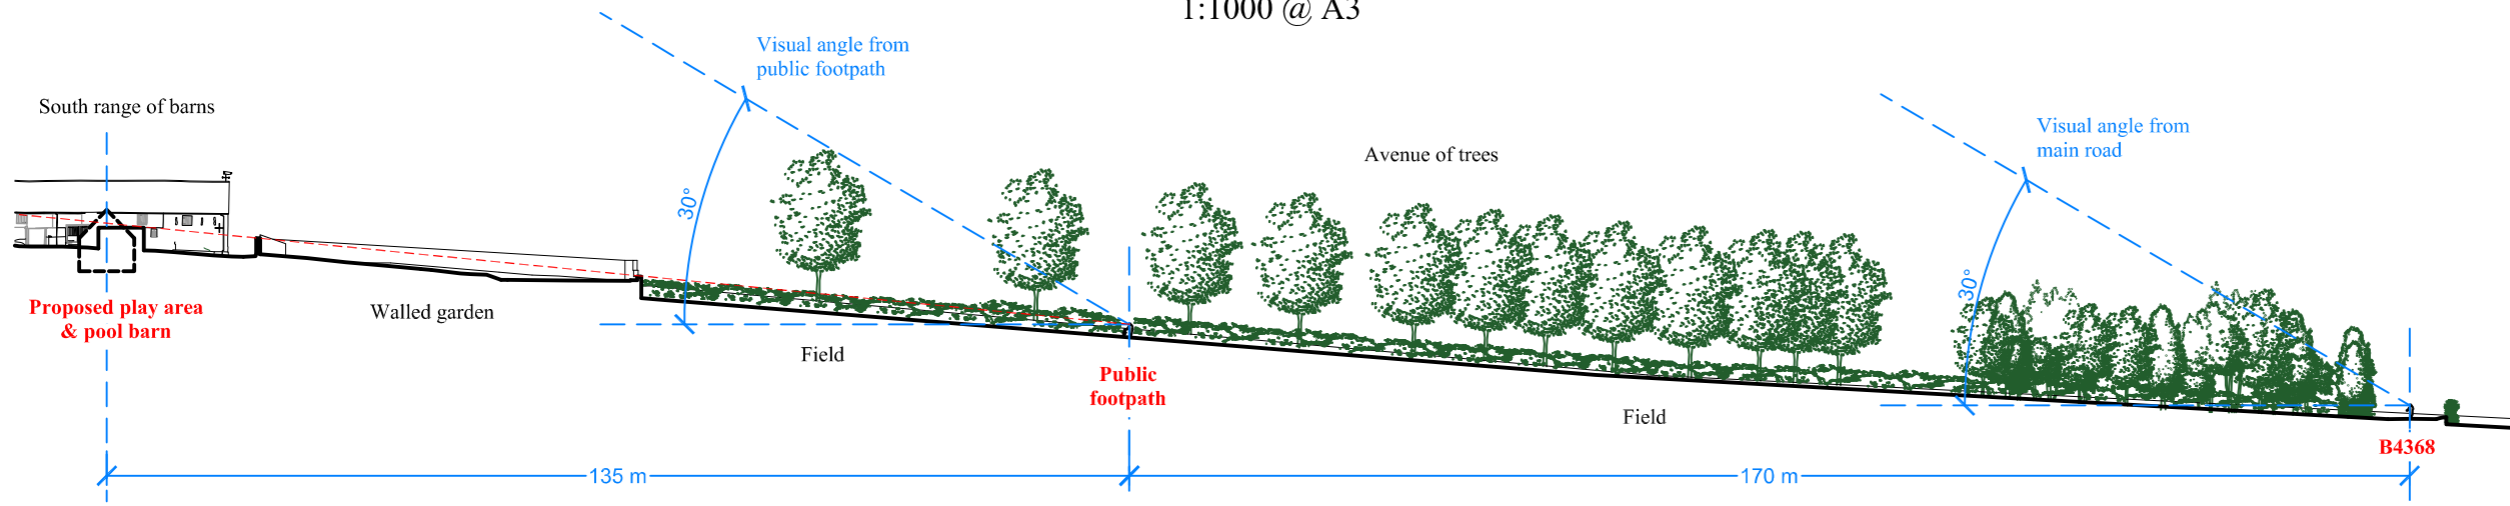 1:1000 @ A3
Visual angle from
public footpath
South range of barns
Visual angle from
main road
Avenue of trees
30°
30°
Proposed play area
& pool barn
Walled garden
Field
Public
footpath
Field
B4368
135 m
170 m